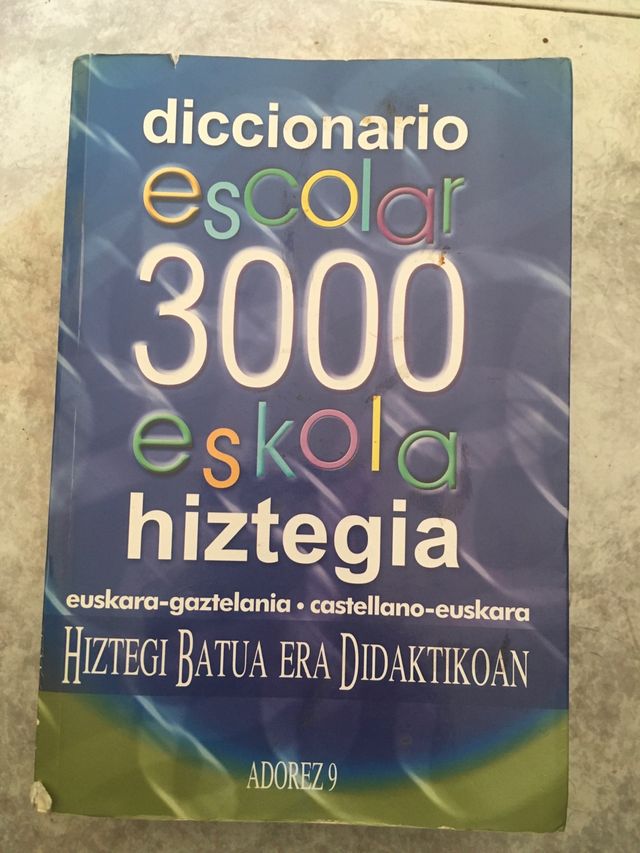 diccionario
escolar
3000
eskola
hiztegia
euskara-gaztelania • castellano-euskara
HIZTEGI BATUA ERA DIDAKTIKOAN
ADOREZ 9